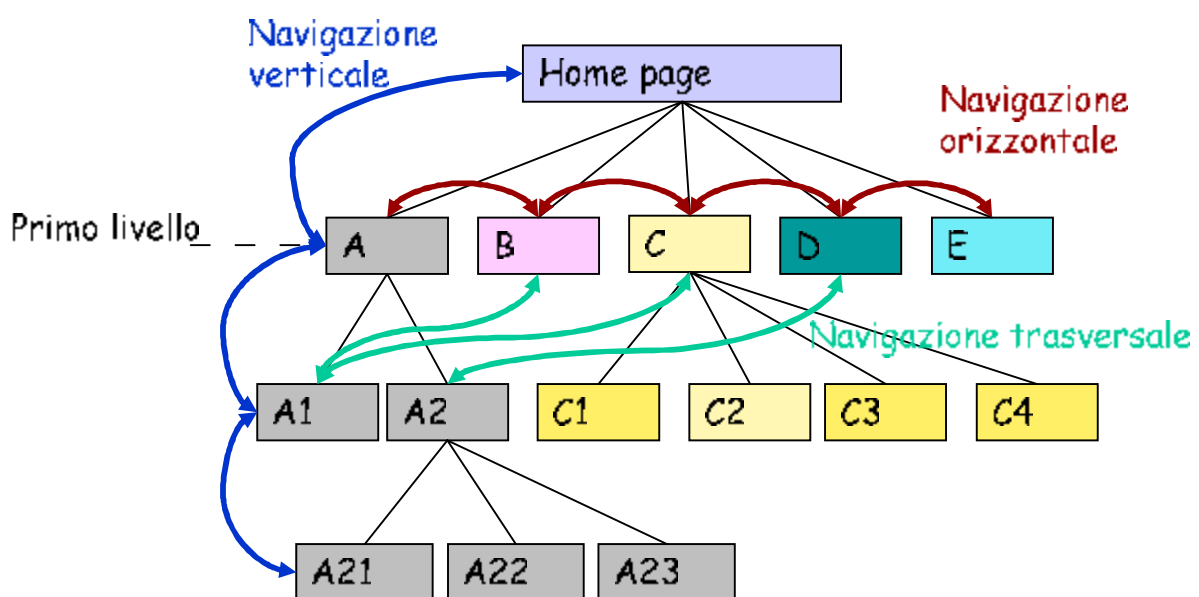 Navigazione
verticale
Home page
Navigazione
orizzontale
Primo livello
A
B
C
D
E
Navigazione trasversale
A1
A2
C1
C2
C3
C4
A21
A22
A23